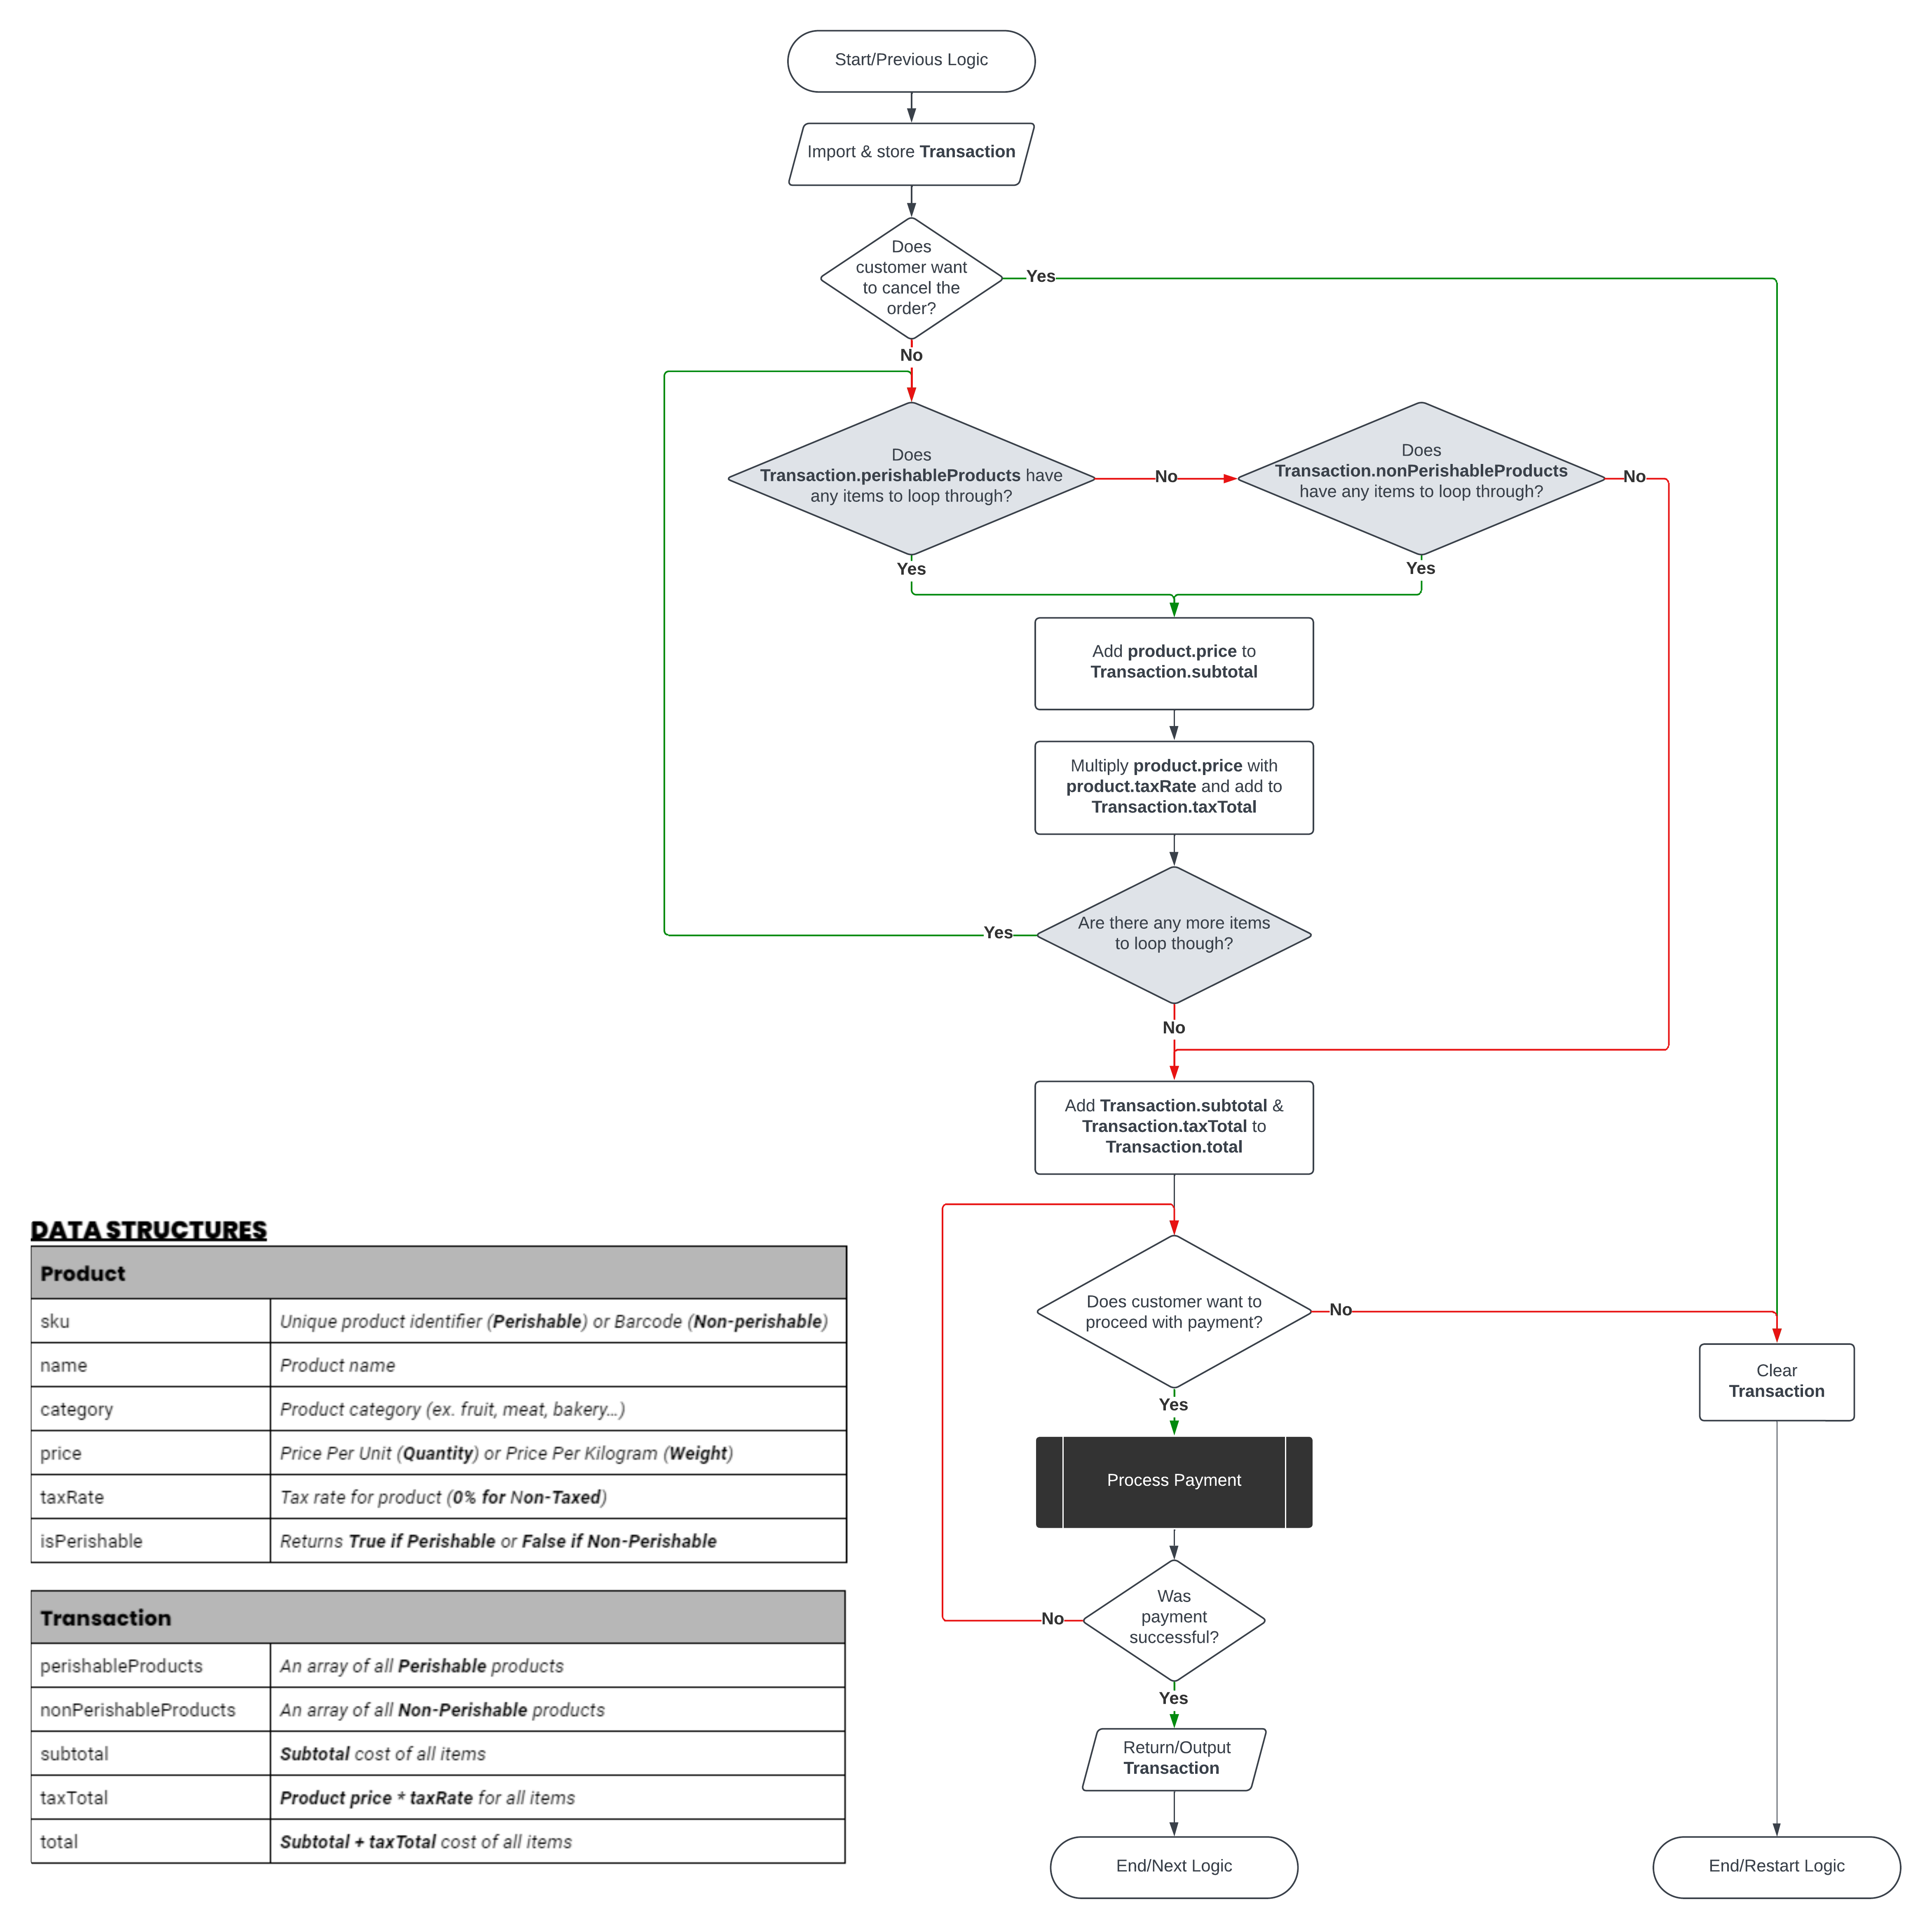 Start/Previous Logic
Import & store Transaction
Does
customer want
to cancel the
order?
Yes
No
Does
Transaction.perishableProducts have
any items to loop through?
No
Does
Transaction.nonPerishableProducts
have any items to loop through?
No
Yes
Yes
Add product.price to
Transaction.subtotal
Multiply product.price with
product.taxRate and add to
Transaction.taxTotal
Are there any more items
to loop though?
Yes
No
Add Transaction.subtotal &
Transaction.taxTotal to
Transaction.total
Does customer want to
proceed with payment?
No
Yes
Clear
Transaction
Process Payment
Was
payment
successful?
No
Yes
Return/Output
Transaction
End/Next Logic
End/Restart Logic
DATA STRUCTURES
Product
sku
Unique product identifier (Perishable) or Barcode (Non-perishable)
name
Product name
category
Product category (ex. fruit, meat, bakery...)
price
Price Per Unit (Quantity) or Price Per Kilogram (Weight)
taxRate
Tax rate for product (0% for Non-Taxed)
isPerishable
Returns True if Perishable or False if Non-Perishable
Transaction
perishableProducts
An array of all Perishable products
nonPerishableProducts
An array of all Non-Perishable products
subtotal
Subtotal cost of all items
taxTotal
Product price * taxRate for all items
total
Subtotal + taxTotal cost of all items